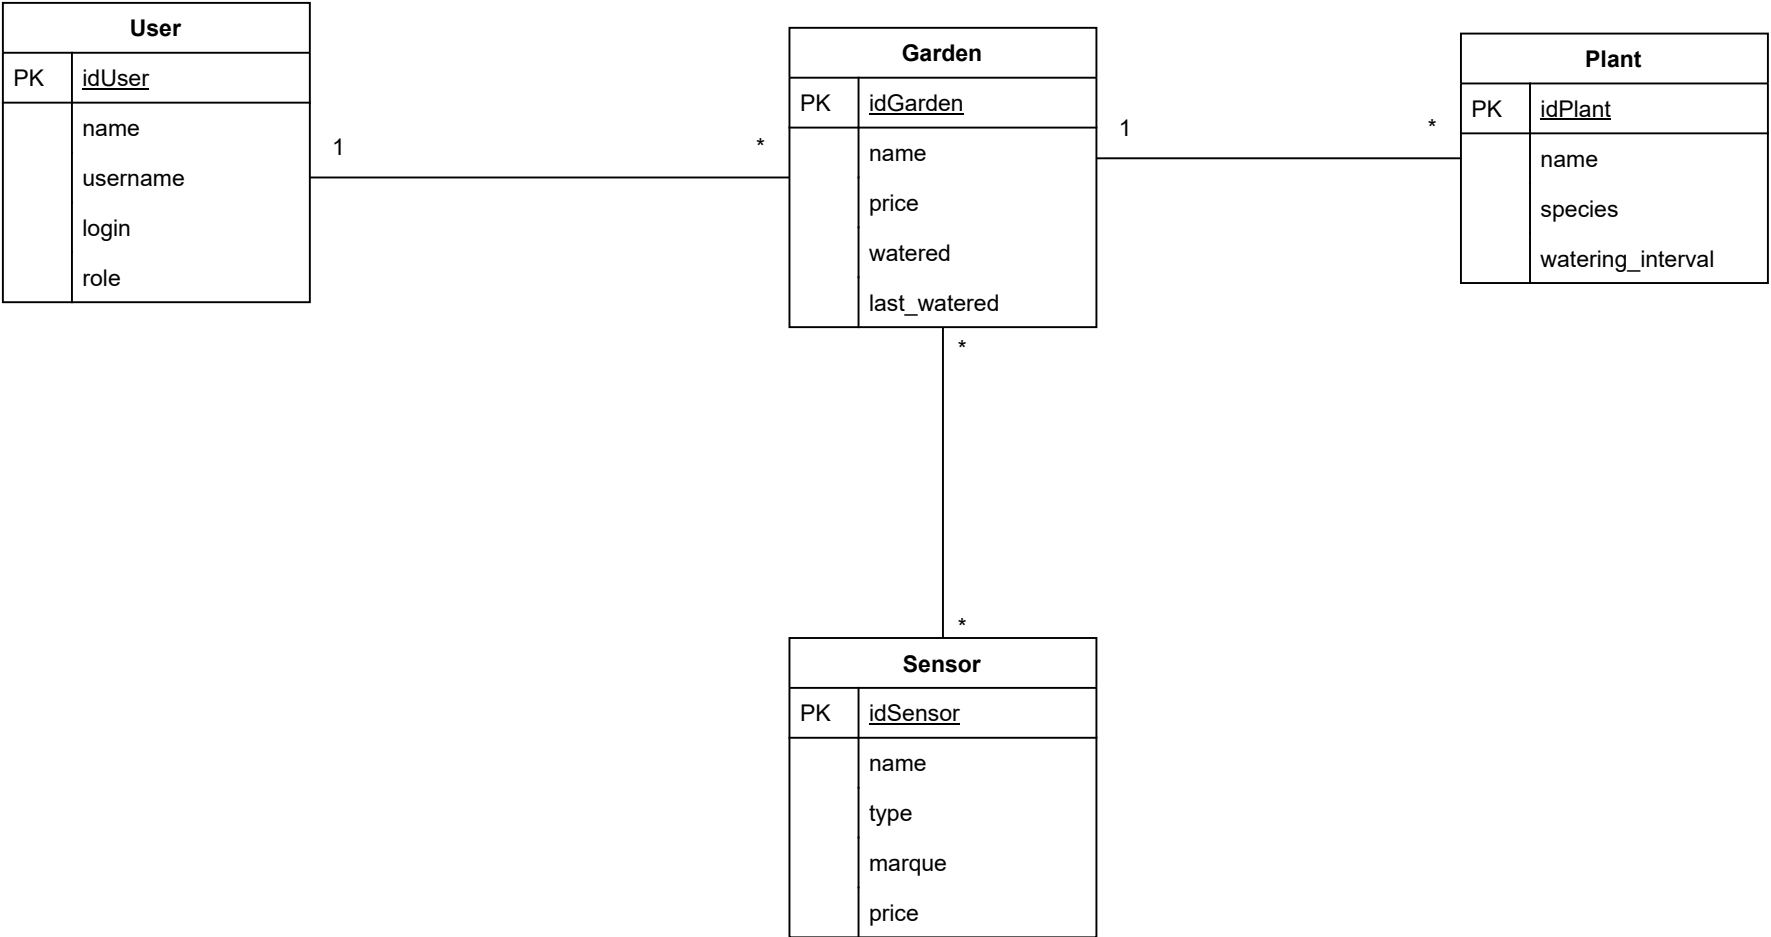 User
PK idUser
name
username
login
role
1
*
Garden
PK idGarden
name
price
watered
last_watered
1
*
Plant
PK idPlant
name
species
watering_interval
*
*
Sensor
PK idSensor
name
type
marque
price